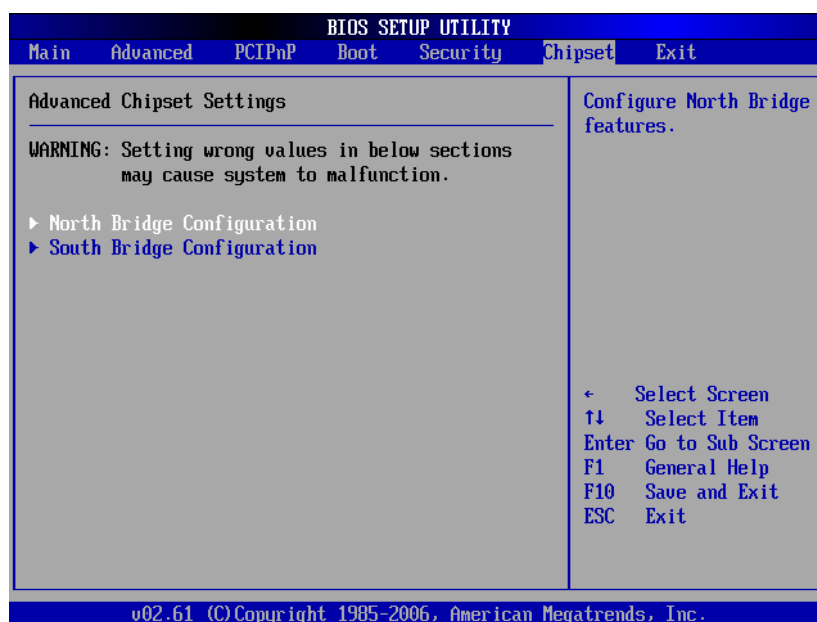 BIOS SETUP UTILITY
Main Advanced PCIPnP Boot Security Chipset Exit
Advanced Chipset Settings
WARNING: Setting wrong values in below sections
may cause system to malfunction.
▶ North Bridge Configuration
▶ South Bridge Configuration
Configure North Bridge
features.
← Select Screen
↑↓ Select Item
Enter Go to Sub Screen
F1 General Help
F10 Save and Exit
ESC Exit
v02.61 (C)Copyright 1985-2006, American Megatrends, Inc.